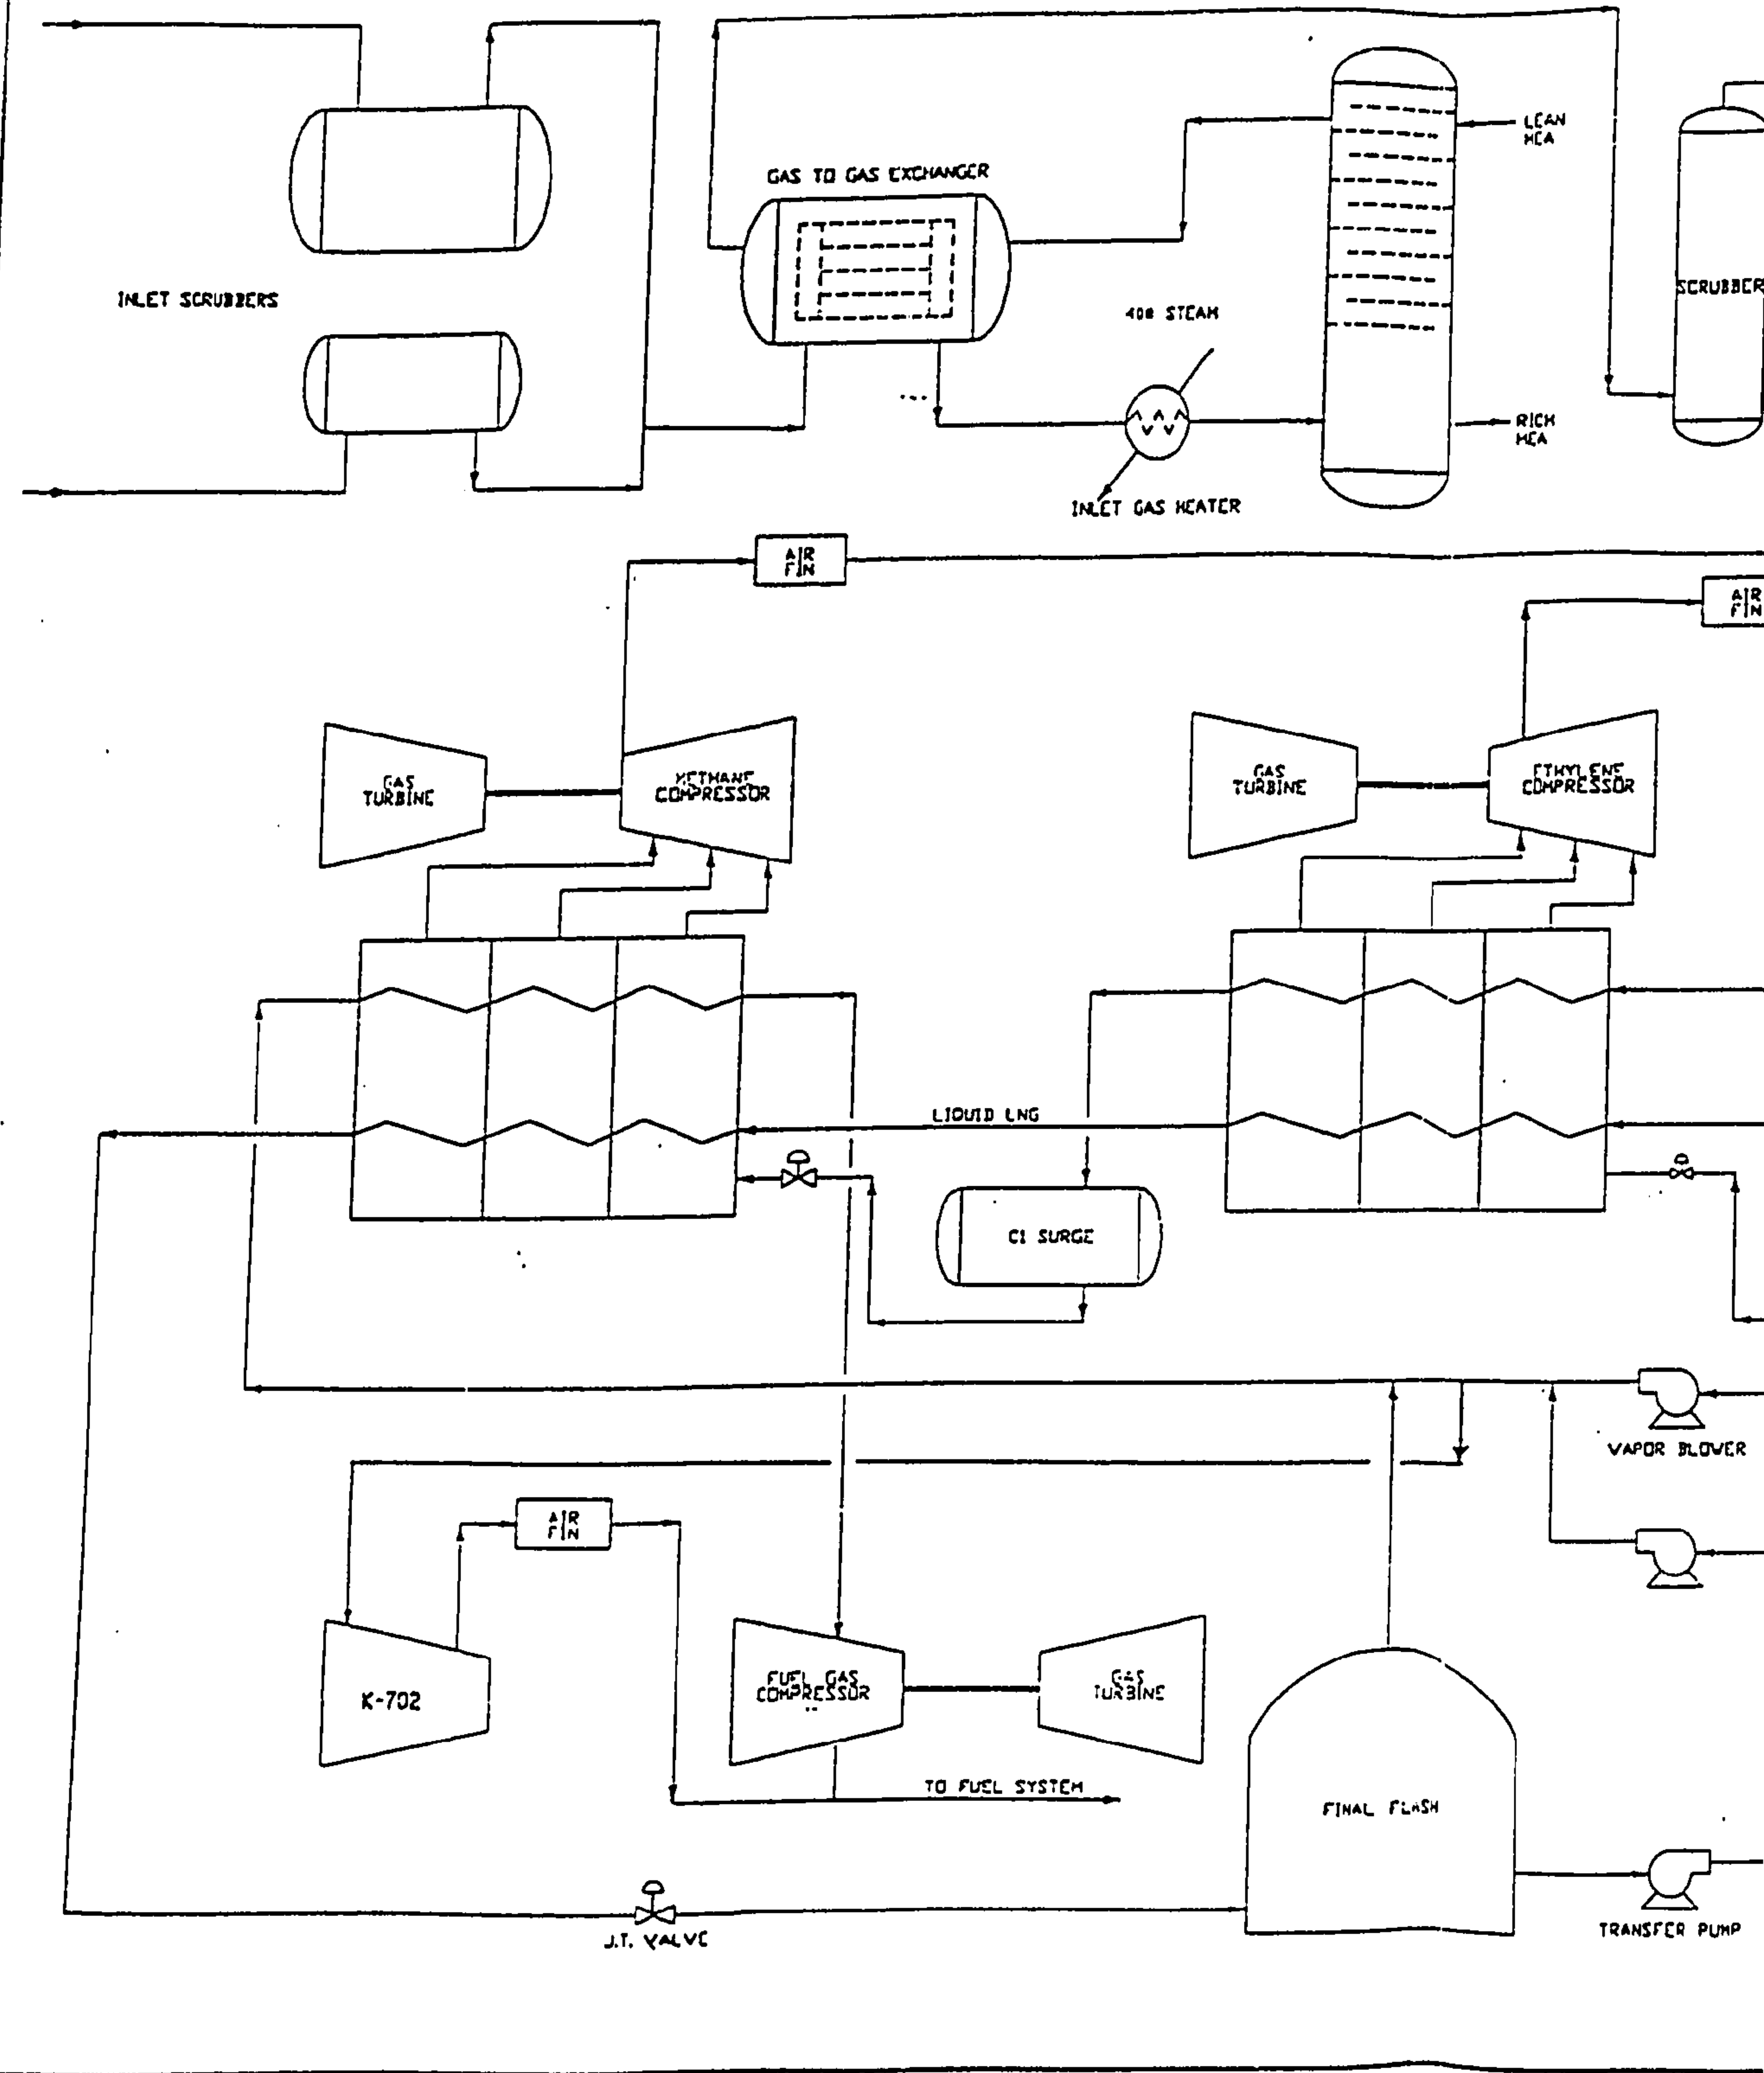 LEAN
MEA
GAS TO GAS EXCHANGER
INLET SCRUBBERS
SCRUBBER
40# STEAM
RICH
MEA
INLET GAS HEATER
AIR
FIN
AIR
FIN
GAS
TURBINE
METHANE
COMPRESSOR
GAS
TURBINE
ETHYLENE
COMPRESSOR
LIQUID LNG
C1 SURGE
VAPOR BLOWER
AIR
FIN
K-702
FUEL GAS
COMPRESSOR
GAS
TURBINE
TO FUEL SYSTEM
FINAL FLASH
J.T. VALVE
TRANSFER PUMP